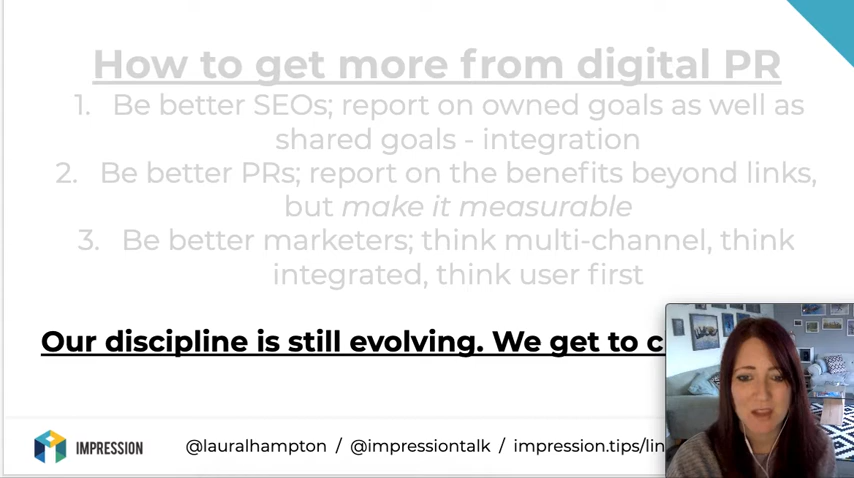 How to get more from digital PR
1. Be better SEOs; report on owned goals as well as
shared goals - integration
2. Be better PRs; report on the benefits beyond links,
but make it measurable
3. Be better marketers; think multi-channel, think
integrated, think user first
Our discipline is still evolving. We get to
IMPRESSION
@lauralhampton / @impressiontalk / impression.tips/lin